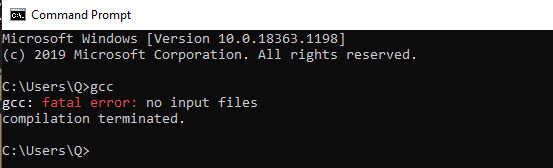 Command Prompt
Microsoft Windows [Version 10.0.18363.1198]
(c) 2019 Microsoft Corporation. All rights reserved.
C:\Users\Q>gcc
gcc: fatal error: no input files
compilation terminated.
C:\Users\Q>